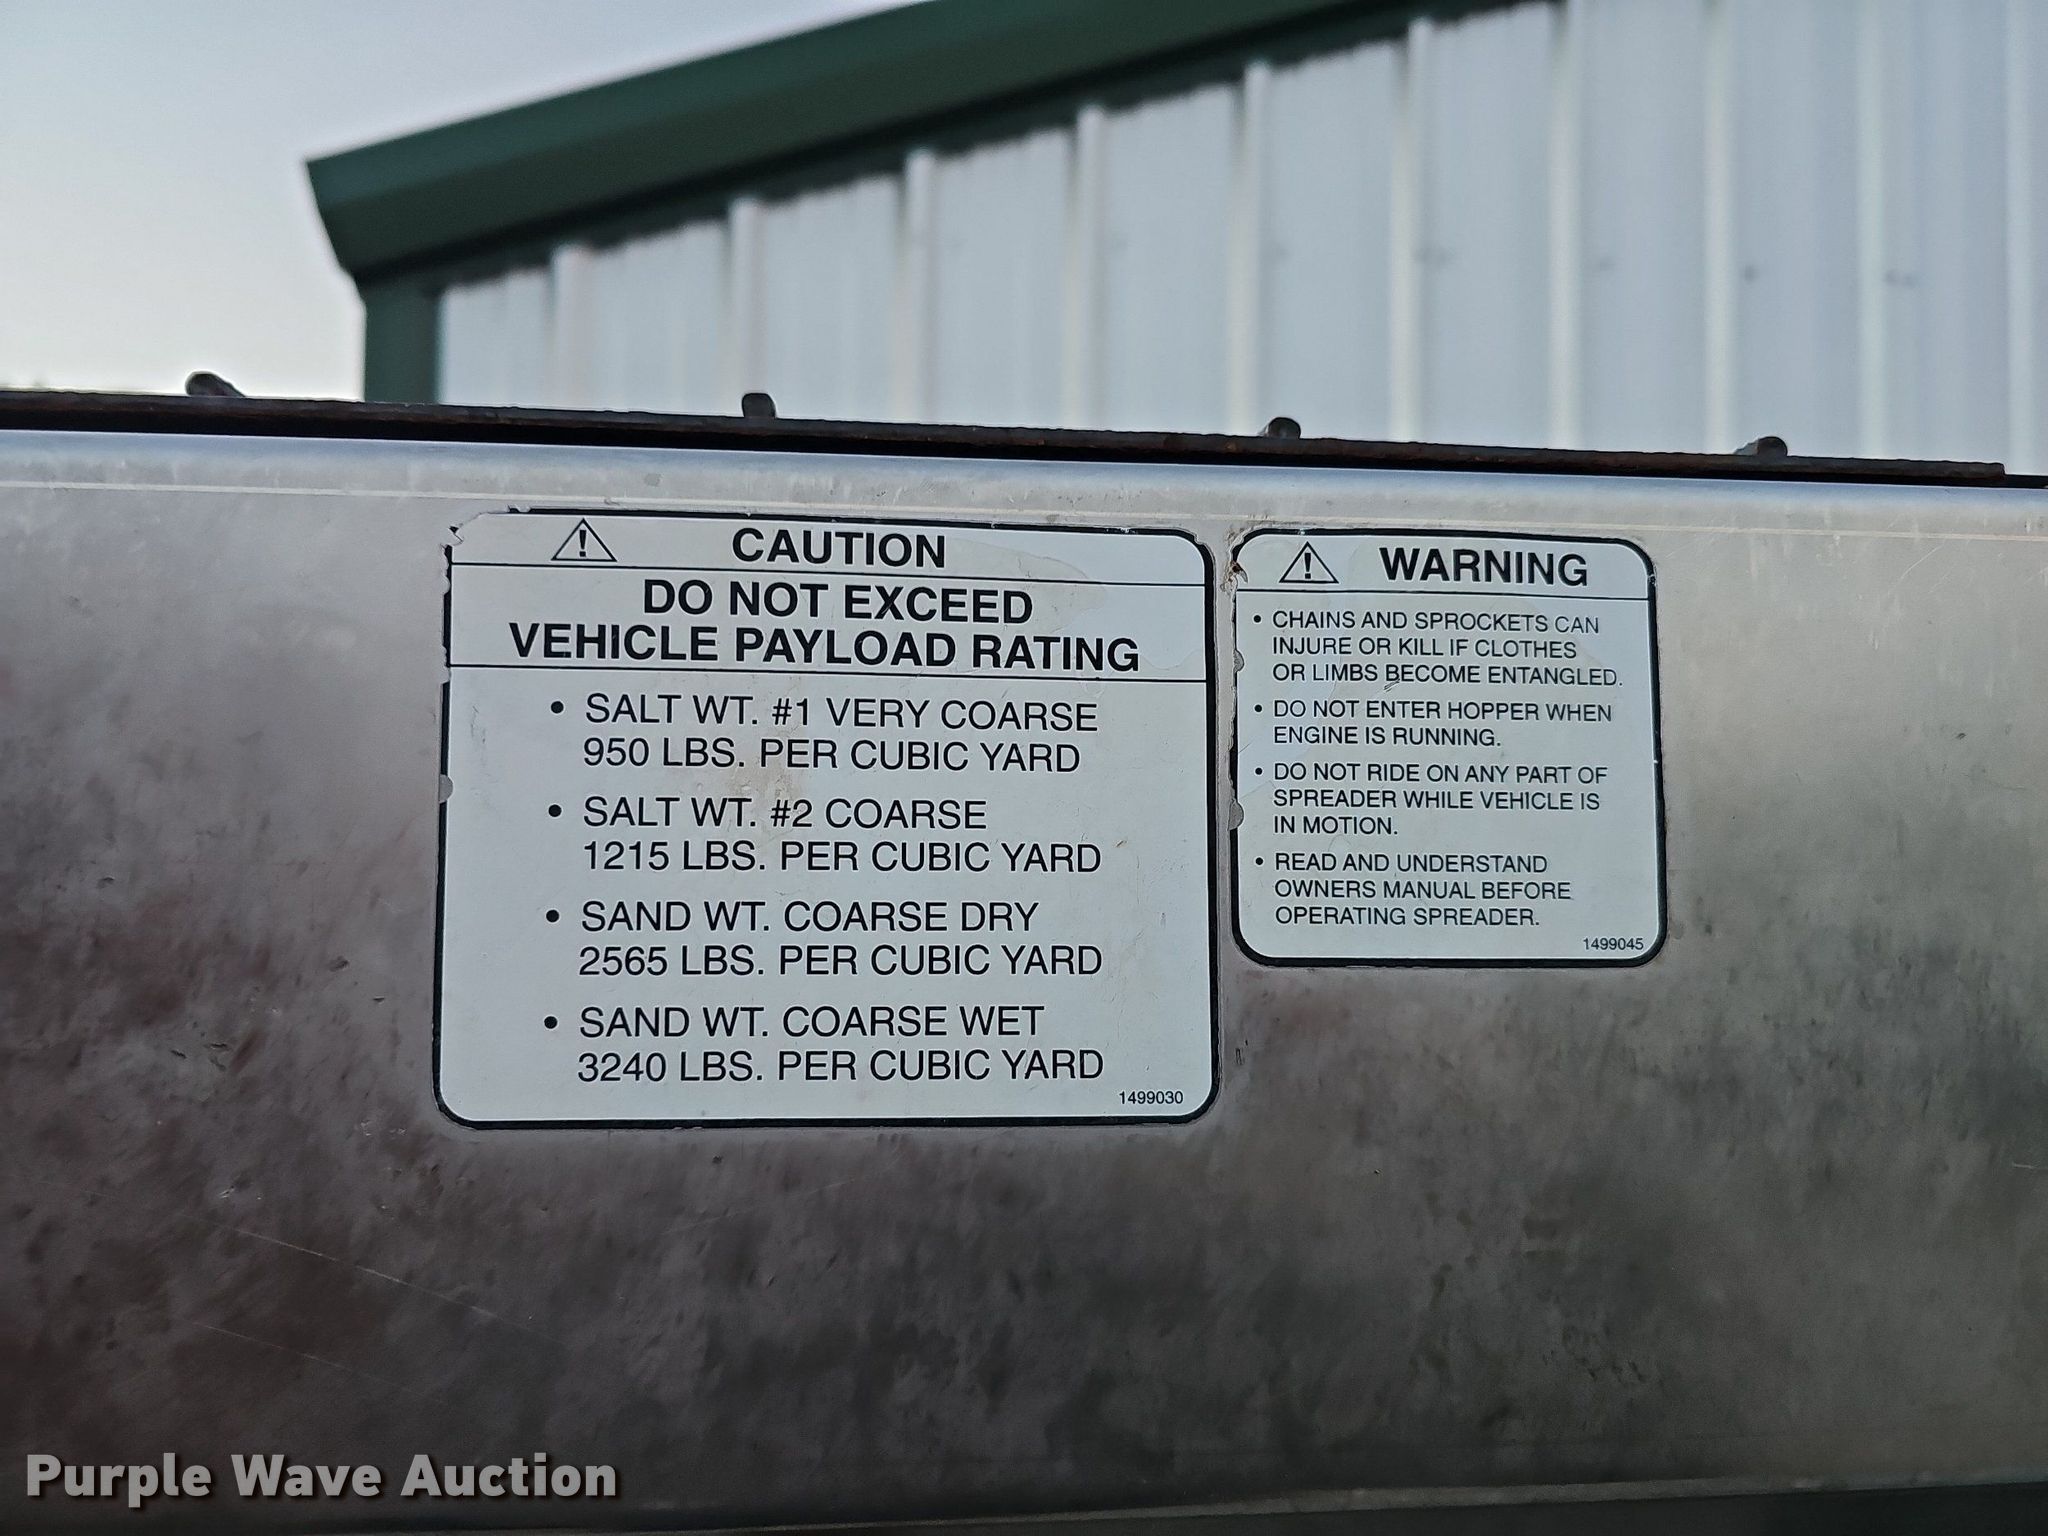 CAUTION
DO NOT EXCEED
VEHICLE PAYLOAD RATING
• SALT WT. #1 VERY COARSE
950 LBS. PER CUBIC YARD
• SALT WT. #2 COARSE
1215 LBS. PER CUBIC YARD
• SAND WT. COARSE DRY
2565 LBS. PER CUBIC YARD
• SAND WT. COARSE WET
3240 LBS. PER CUBIC YARD
1499030
WARNING
• CHAINS AND SPROCKETS CAN
INJURE OR KILL IF CLOTHES
OR LIMBS BECOME ENTANGLED.
• DO NOT ENTER HOPPER WHEN
ENGINE IS RUNNING.
• DO NOT RIDE ON ANY PART OF
SPREADER WHILE VEHICLE IS
IN MOTION.
• READ AND UNDERSTAND
OWNERS MANUAL BEFORE
OPERATING SPREADER.
1499045
Purple Wave Auction